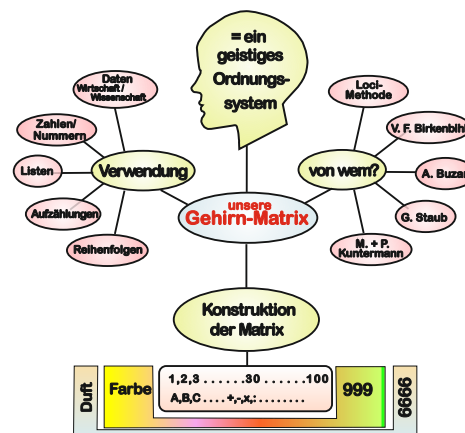 = ein
geistiges
Ordnungs-
system
Daten
Wirtschaft /
Wissenschaft
Zahlen/
Nummern
Listen
Aufzählungen
Reihenfolgen
Verwendung
unsere
Gehirn-Matrix
von wem?
Loci-
Methode
V. F. Birkenbihl
A. Buzan
G. Staub
M. + P.
Kuntermann
Konstruktion
der Matrix
Duft
Farbe
1,2,3 . . . . . . . 30 . . . . . . . 100
A,B,C . . . . +,-,x,: . . . . . . . . .
999
9999